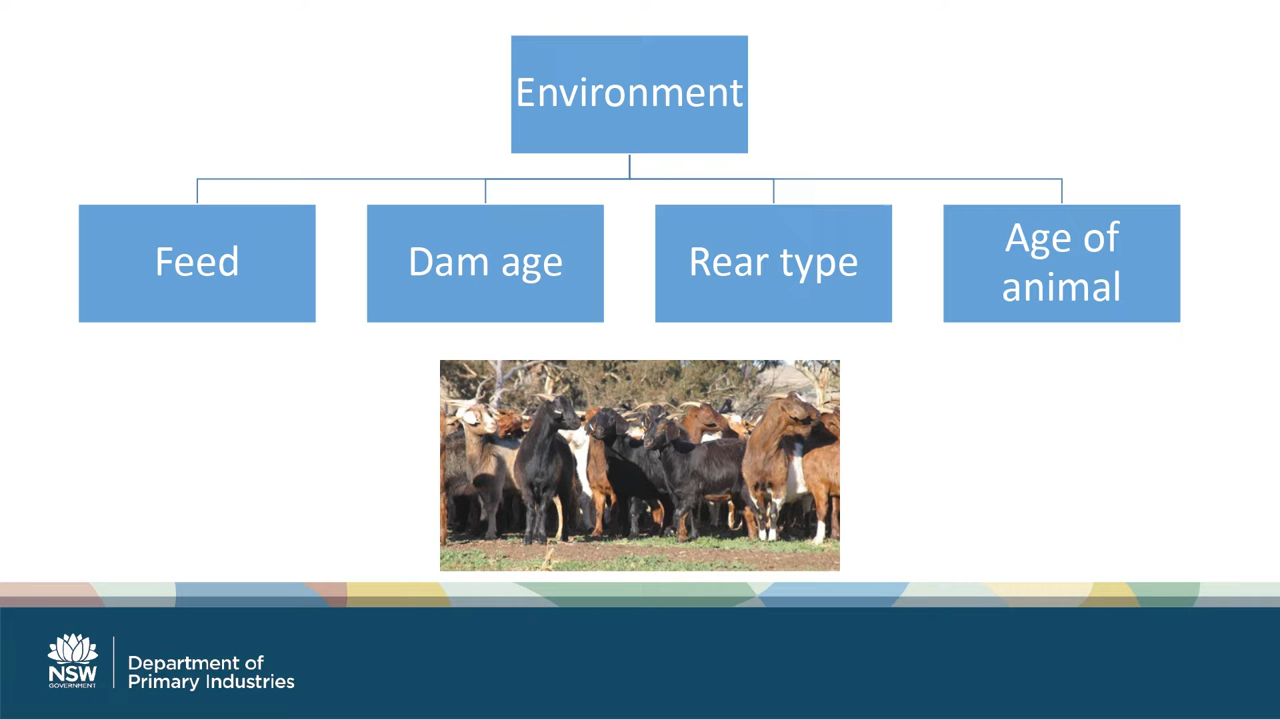 Environment
Feed
Dam age
Rear type
Age of
animal
NSW
GOVERNMENT
Department of
Primary Industries